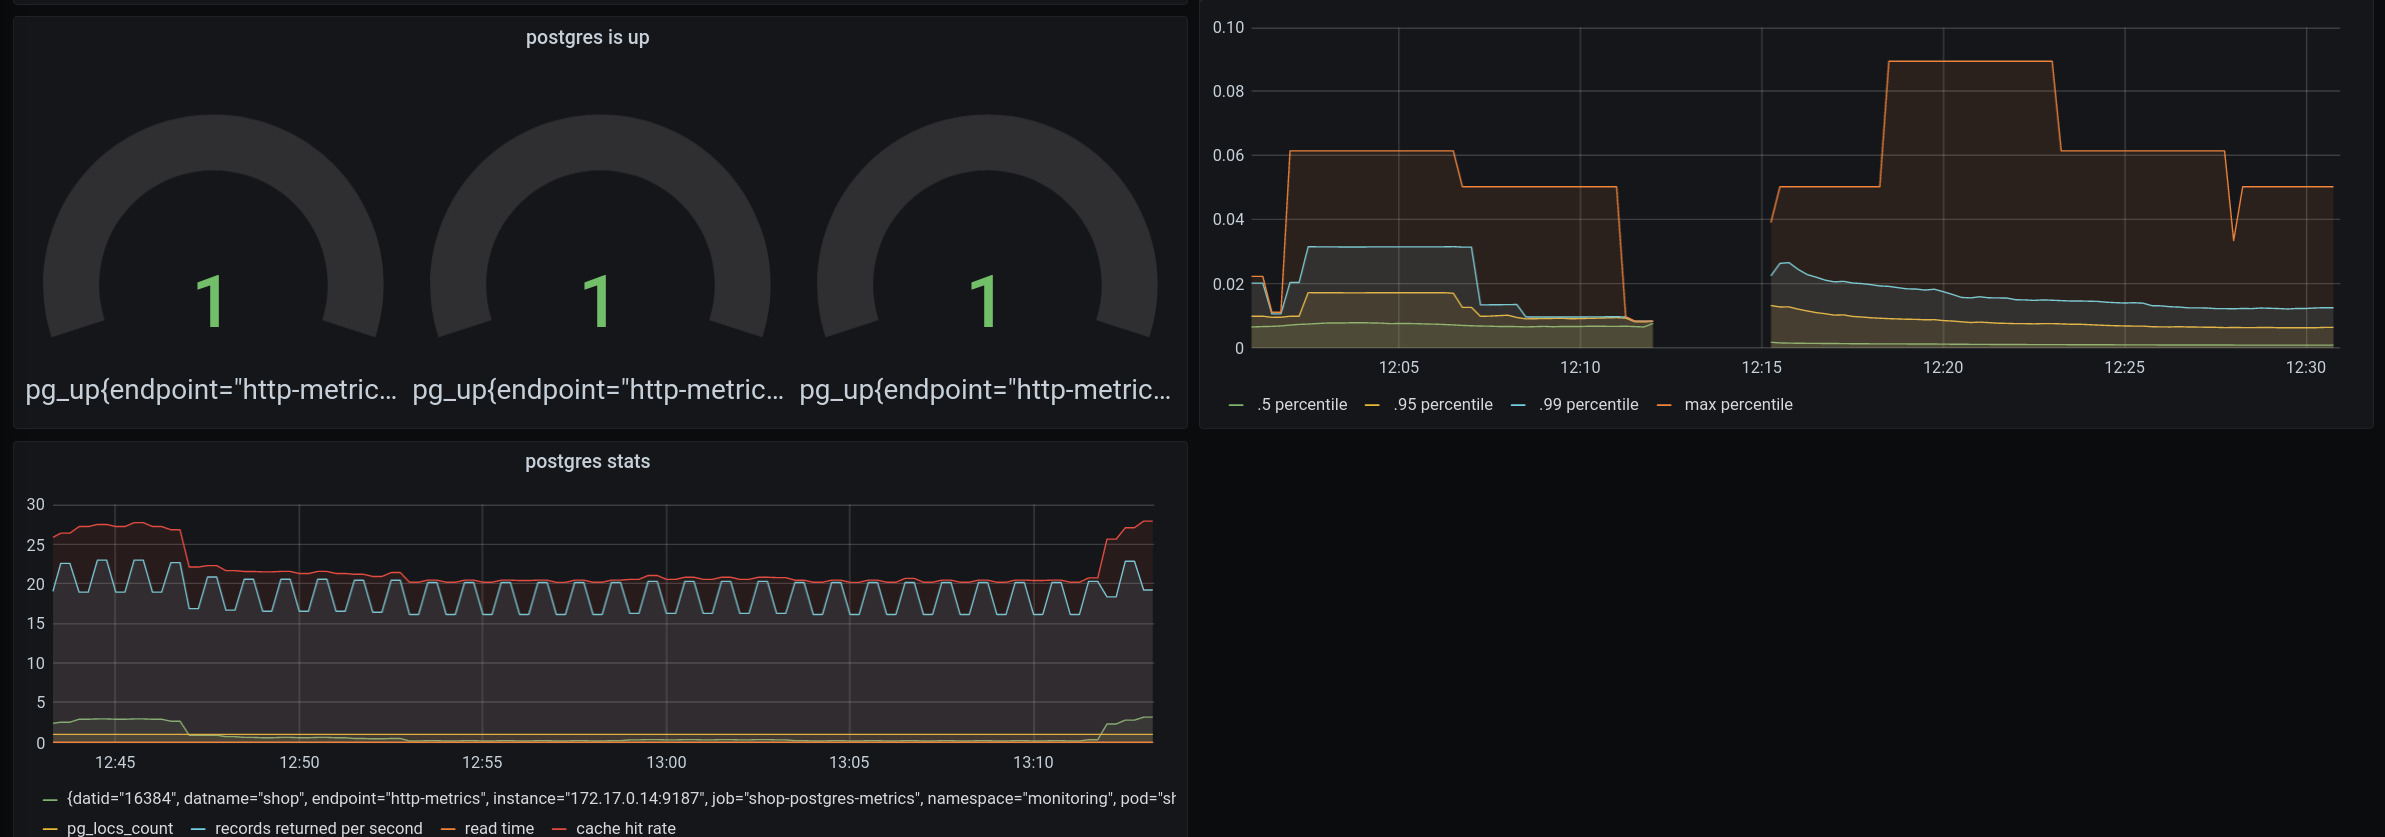 postgres is up
1 1 1
pg_up{endpoint="http-metric... pg_up{endpoint="http-metric... pg_up{endpoint="http-metric...
0.10
0.08
0.06
0.04
0.02
0
12:05 12:10 12:15 12:20 12:25 12:30
.5 percentile .95 percentile .99 percentile max percentile
postgres stats
30
25
20
15
10
5
0
12:45 12:50 12:55 13:00 13:05 13:10
{datid="16384", datname="shop", endpoint="http-metrics", instance="172.17.0.14:9187", job="shop-postgres-metrics", namespace="monitoring", pod="sh
pg_locs_count records returned per second read time cache hit rate